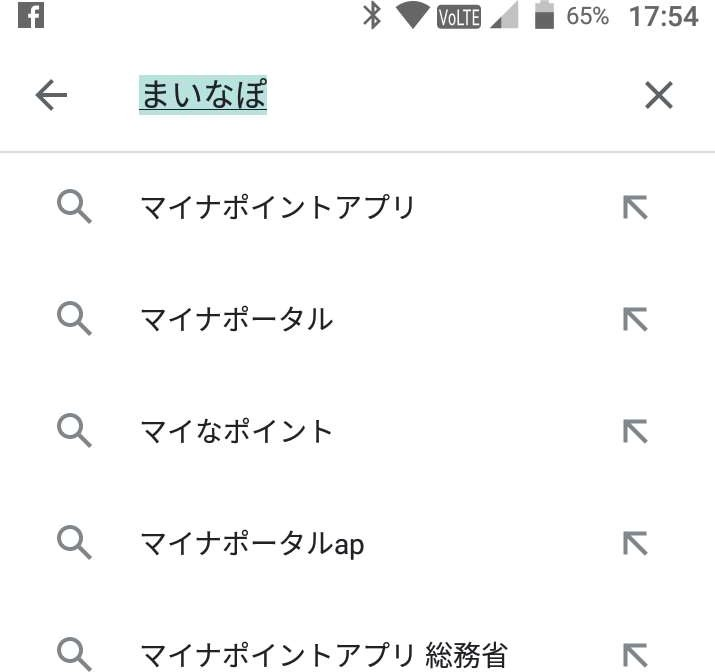 VoLTE 65% 17:54
まいなぽ
マイナポイントアプリ
マイナポータル
マイなポイント
マイナポータルap
マイナポイントアプリ 総務省